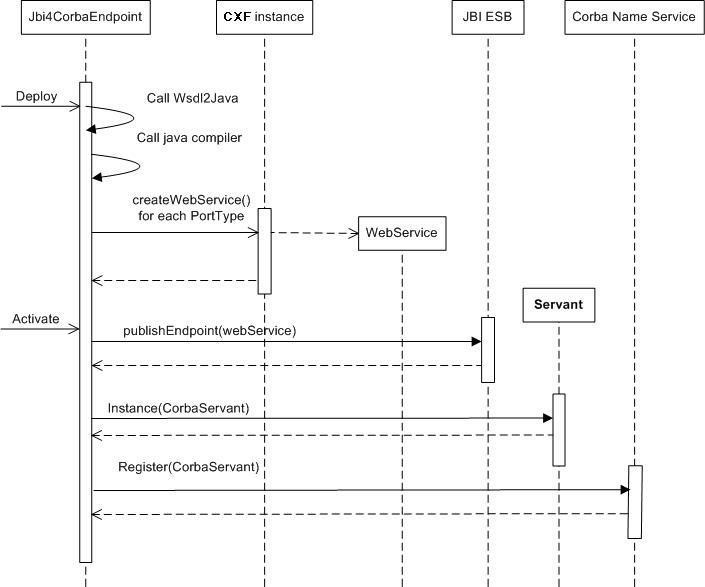 Jbi4CorbaEndpoint
CXF instance
JBI ESB
Corba Name Service
Deploy
Call Wsdl2Java
Call java compiler
createWebService()
for each PortType
WebService
Servant
Activate
publishEndpoint(webService)
Instance(CorbaServant)
Register(CorbaServant)